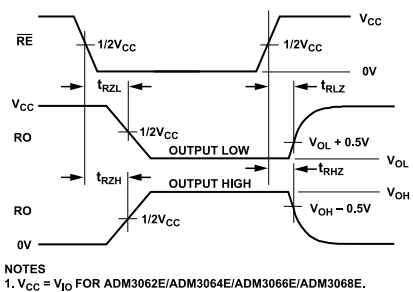 VCC
RE
1/2VCC
1/2VCC
0V
tRZL
tRLZ
VCC
RO
1/2VCC
VOL + 0.5V
OUTPUT LOW
VOL
tRZH
tRHZ
OUTPUT HIGH
VOH
RO
1/2VCC
VOH – 0.5V
0V
NOTES
1. VCC = VIO FOR ADM3062E/ADM3064E/ADM3066E/ADM3068E.